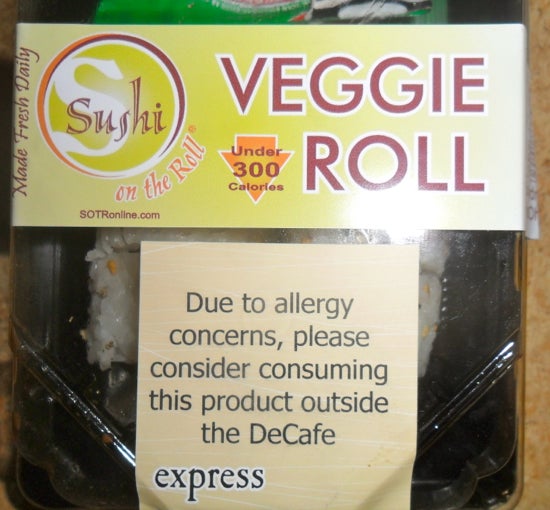 Made Fresh Daily
Sushi
on the Roll®
SOTRonline.com
VEGGIE
ROLL
Under
300
Calories
Due to allergy
concerns, please
consider consuming
this product outside
the DeCafe
express